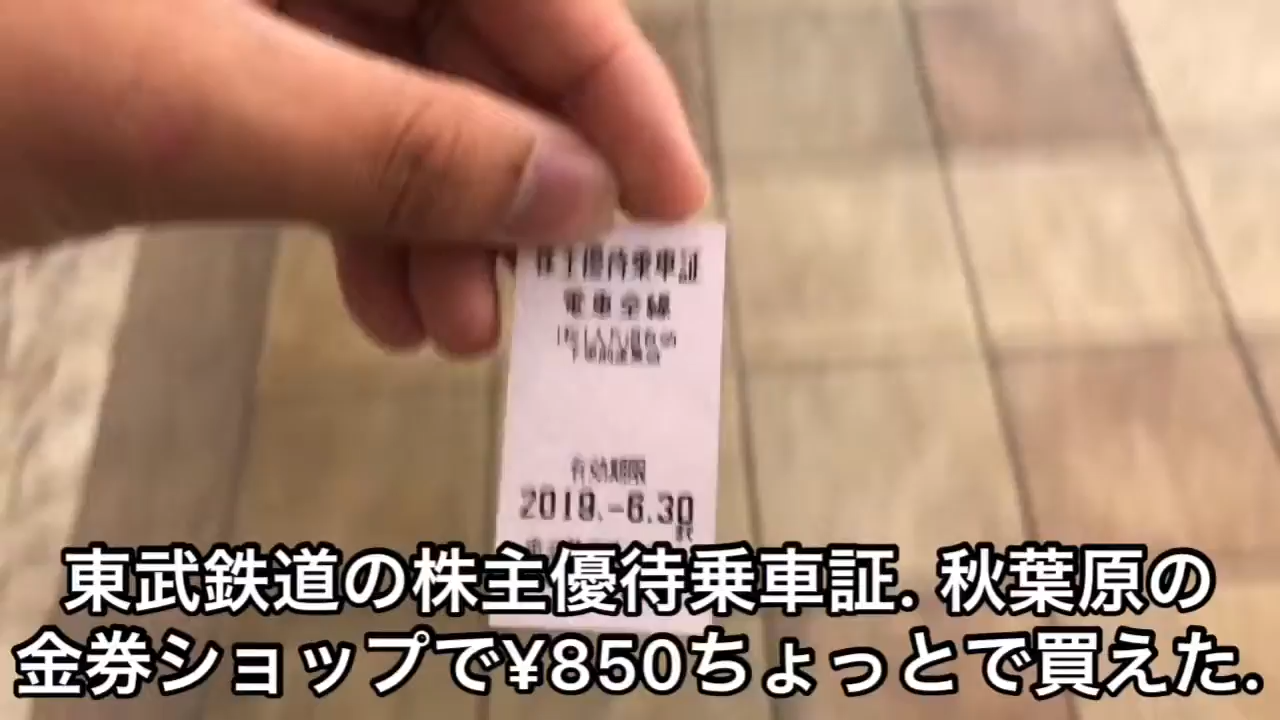 株主優待乗車証
電車全線
有効期限
2019.-6.30
東武鉄道の株主優待乗車証. 秋葉原の
金券ショップで¥850ちょっとで買えた.